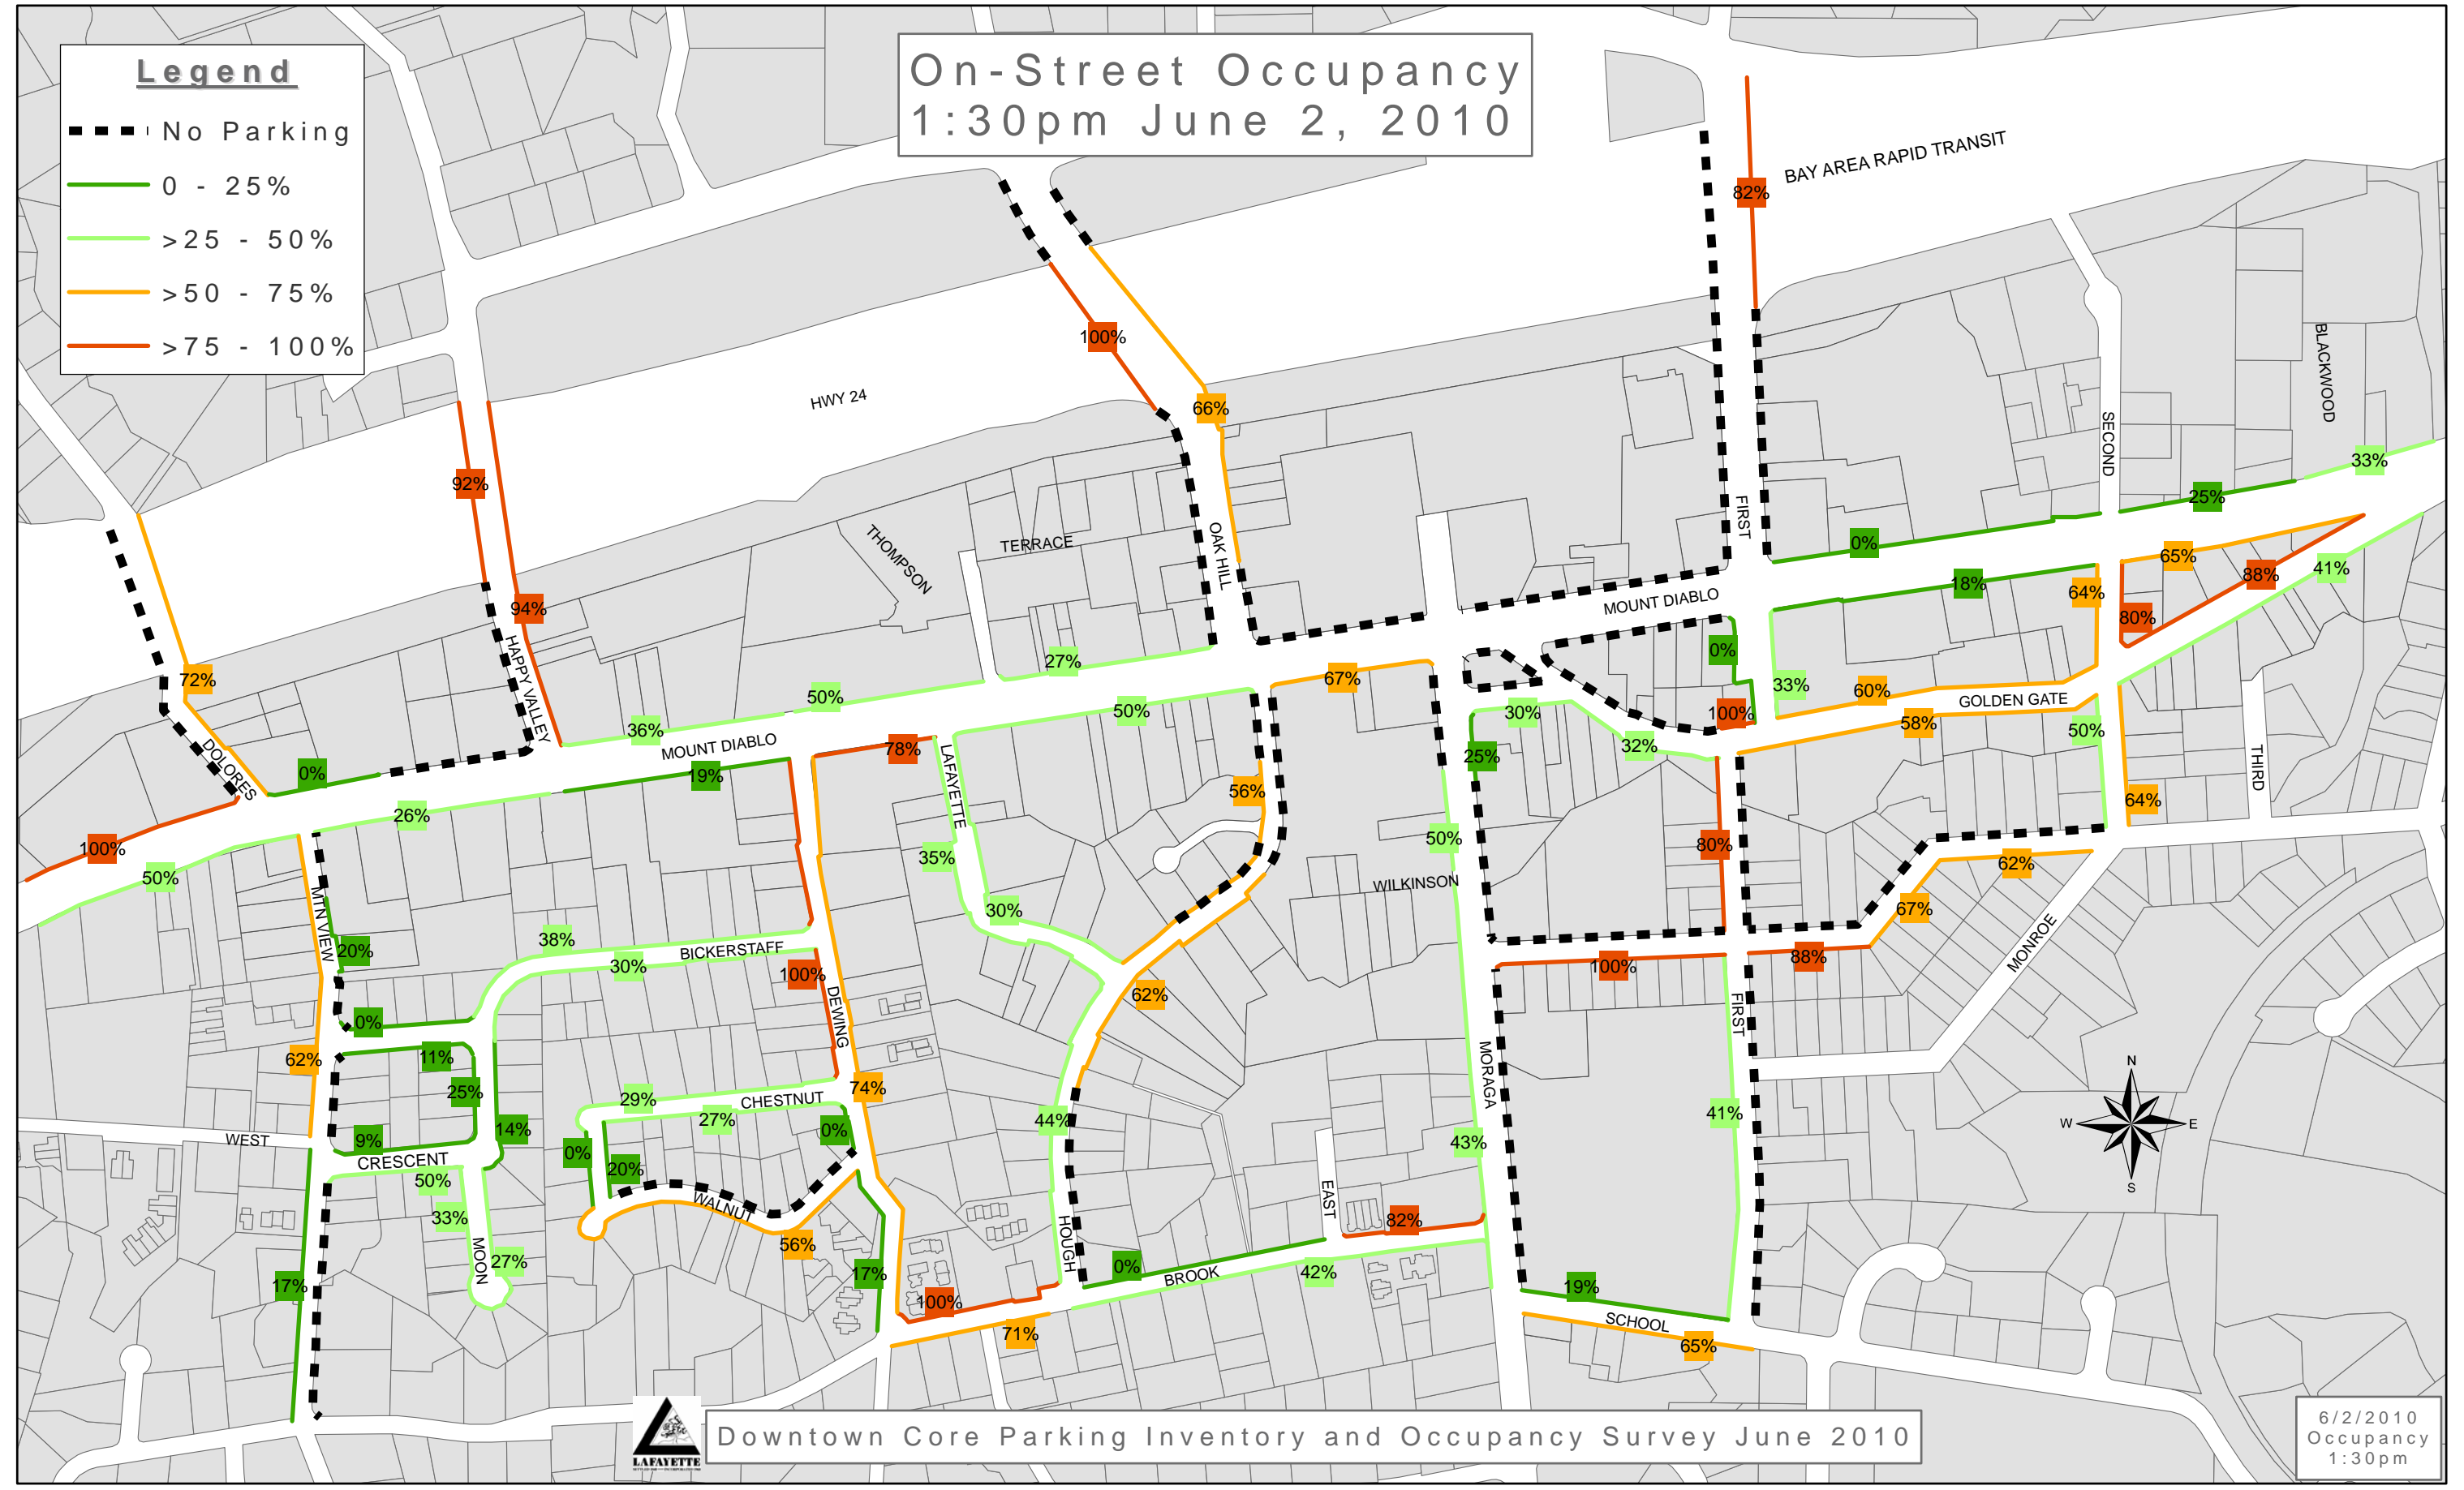 On-Street Occupancy
1:30pm June 2, 2010
Legend
No Parking
0 - 25%
>25 - 50%
>50 - 75%
>75 - 100%
BAY AREA RAPID TRANSIT
82%
100%
HWY 24
66%
BLACKWOOD
SECOND
33%
92%
25%
FIRST
THOMPSON
TERRACE
OAK HILL
0%
65%
88%
41%
18%
64%
94%
MOUNT DIABLO
80%
HAPPY VALLEY
0%
27%
72%
67%
33%
60%
GOLDEN GATE
50%
50%
30%
100%
58%
50%
36%
MOUNT DIABLO
32%
78%
DOLORES
25%
THIRD
0%
19%
LAFAYETTE
56%
64%
26%
50%
80%
100%
35%
62%
50%
WILKINSON
67%
MTN VIEW
30%
MONROE
38%
20%
BICKERSTAFF
30%
100%
88%
100%
62%
DEWING
FIRST
0%
11%
62%
MORAGA
74%
25%
29%
CHESTNUT
27%
44%
41%
N
W
E
S
14%
0%
9%
WEST
43%
0%
CRESCENT
20%
50%
WALNUT
EAST
33%
82%
HOUGH
56%
MOON
27%
17%
17%
0%
BROOK
42%
19%
100%
SCHOOL
71%
65%
LAFAYETTE
Downtown Core Parking Inventory and Occupancy Survey June 2010
6/2/2010
Occupancy
1:30pm